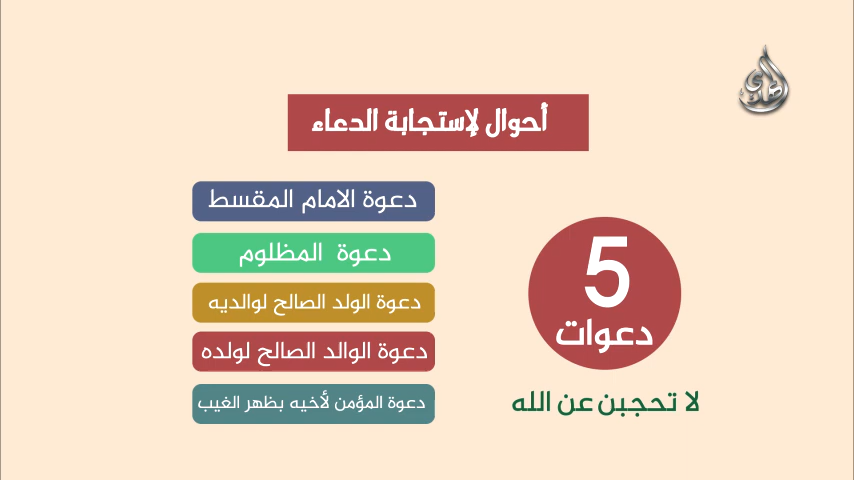 أحوال لإستجابة الدعاء
5
دعوات
لا تحجبن عن الله
دعوة الامام المقسط
دعوة المظلوم
دعوة الولد الصالح لوالديه
دعوة الوالد الصالح لولده
دعوة المؤمن لأخيه بظهر الغيب